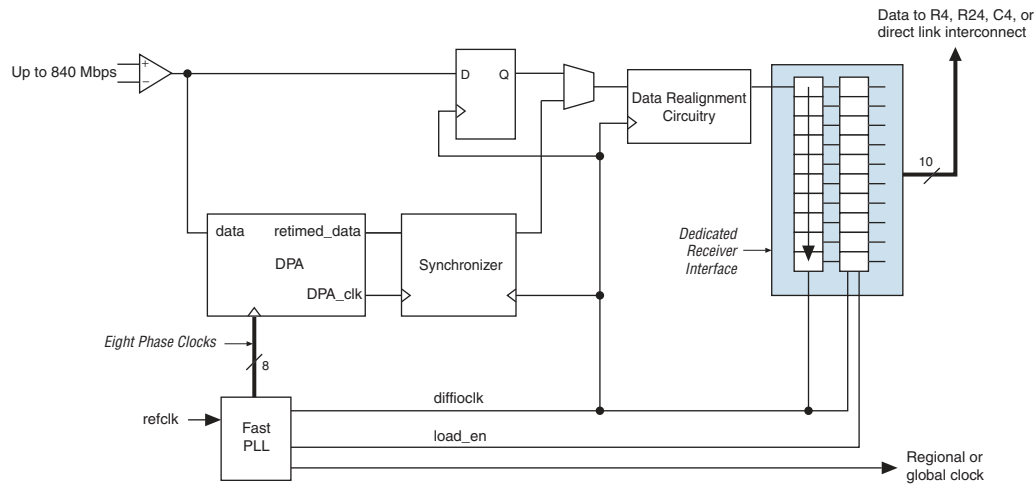 Data to R4, R24, C4, or
direct link interconnect
Up to 840 Mbps
+
−
D Q
Data Realignment
Circuitry
10
Dedicated
Receiver
Interface
data retimed_data
DPA
DPA_clk
Synchronizer
Eight Phase Clocks
8
refclk
Fast
PLL
diffioclk
load_en
Regional or
global clock